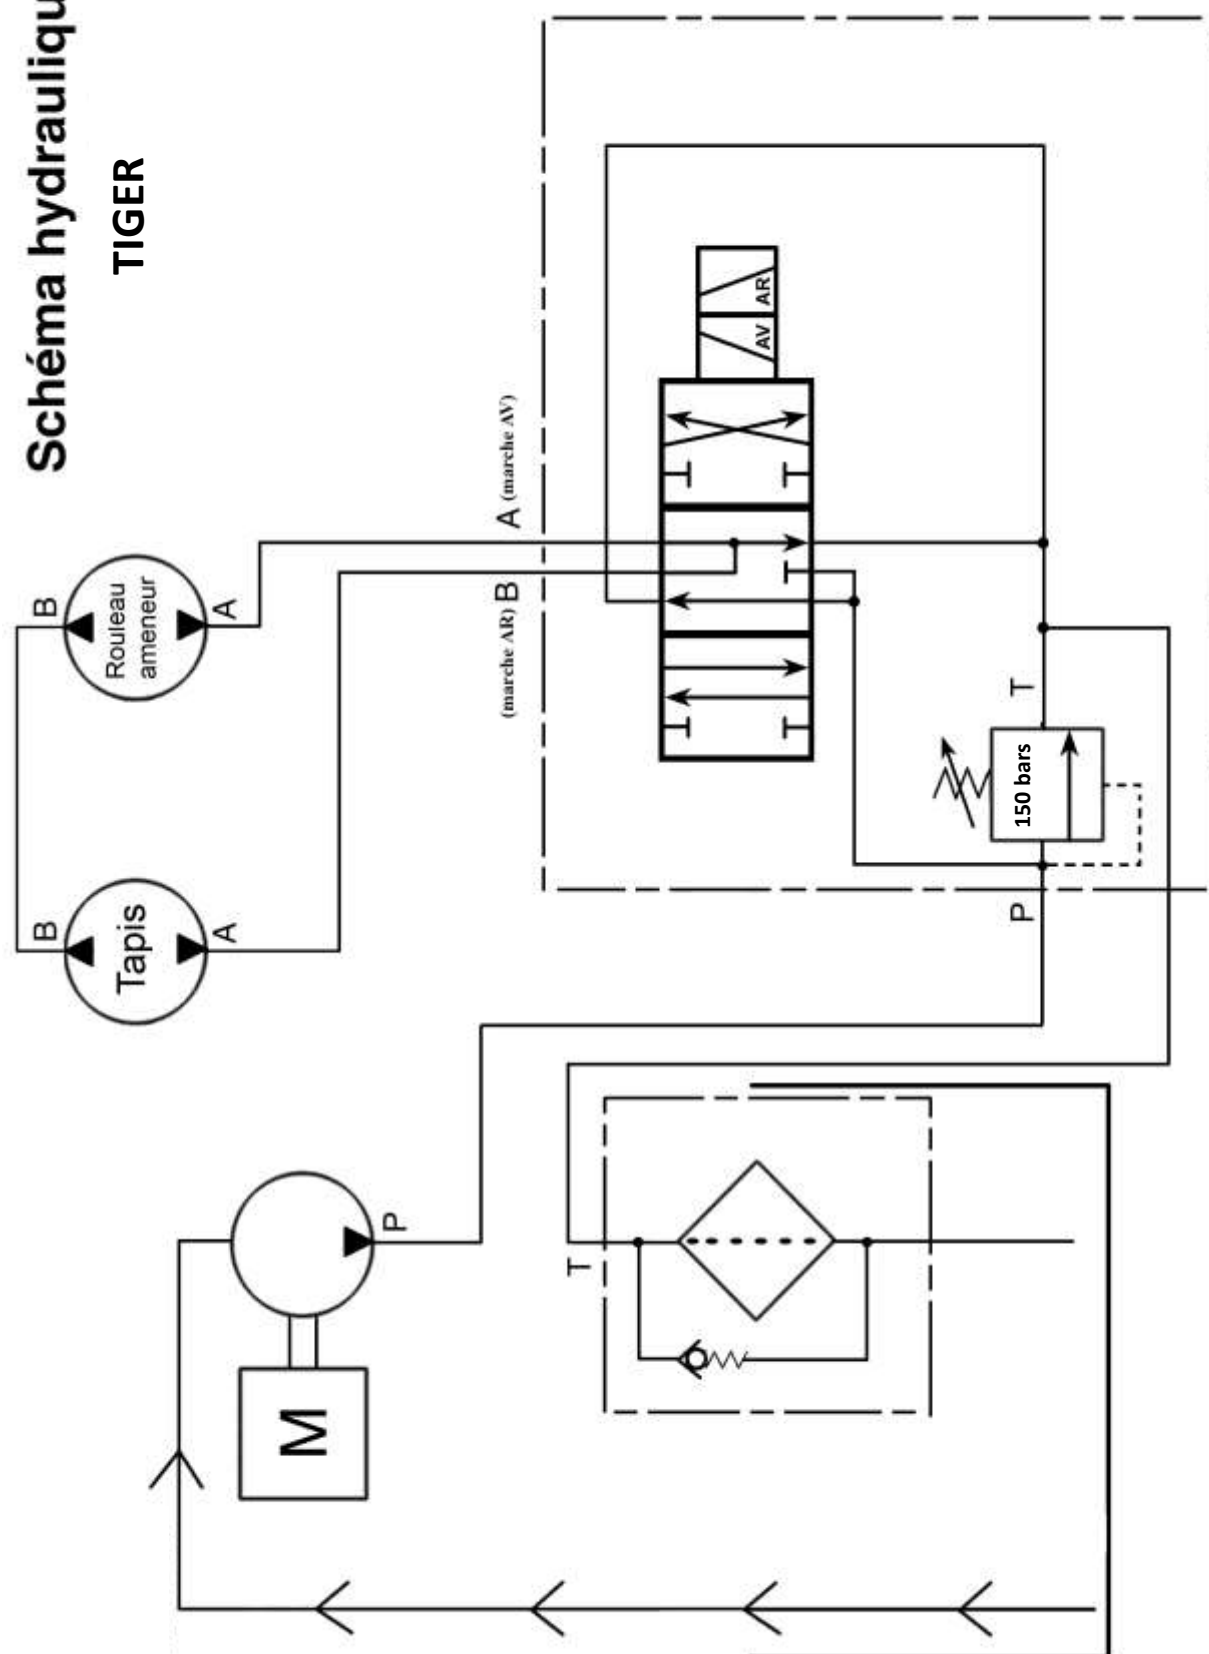 Schéma hydrauliqu
TIGER
B
Rouleau
ameneur
A
B
Tapis
A
A (marche AV)
(marche AR) B
AV
AR
T
150 bars
P
P
M
T